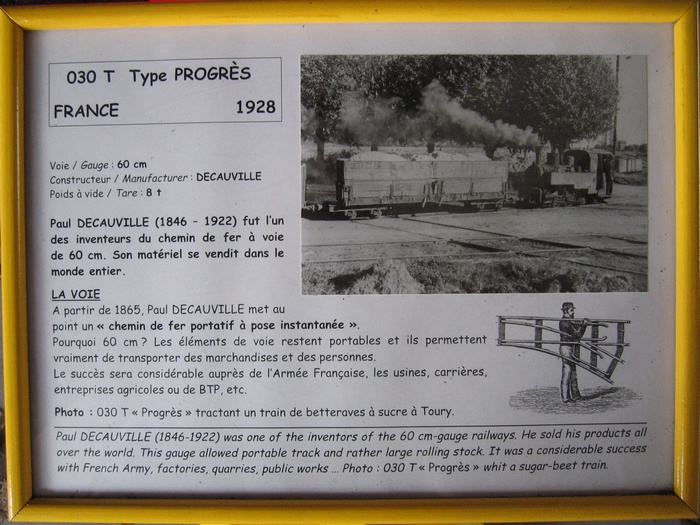 030 T Type PROGRÈS
FRANCE 1928
Voie / Gauge : 60 cm
Constructeur / Manufacturer : DECAUVILLE
Poids à vide / Tare : 8 t
Paul DECAUVILLE (1846 - 1922) fut l'un
des inventeurs du chemin de fer à voie
de 60 cm. Son matériel se vendit dans le
monde entier.
LA VOIE
A partir de 1865, Paul DECAUVILLE met au
point un « chemin de fer portatif à pose instantanée ».
Pourquoi 60 cm ? Les éléments de voie restent portables et ils permettent
vraiment de transporter des marchandises et des personnes.
Le succès sera considérable auprès de l'Armée Française, les usines, carrières,
entreprises agricoles ou de BTP, etc.
Photo : 030 T « Progrès » tractant un train de betteraves à sucre à Toury.
Paul DECAUVILLE (1846-1922) was one of the inventors of the 60 cm-gauge railways. He sold his products all
over the world. This gauge allowed portable track and rather large rolling stock. It was a considerable success
with French Army, factories, quarries, public works ... Photo : 030 T « Progrès » whit a sugar-beet train.